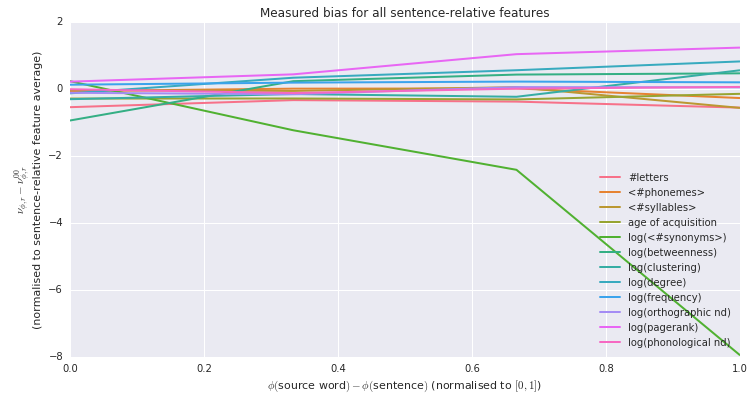 Measured bias for all sentence-relative features
2
0
−2
−4
−6
−8
ν_{ϕ,r} − ν^{00}_{ϕ,r}
(normalised to sentence-relative feature average)
#letters
<#phonemes>
<#syllables>
age of acquisition
log(<#synonyms>)
log(betweenness)
log(clustering)
log(degree)
log(frequency)
log(orthographic nd)
log(pagerank)
log(phonological nd)
0.0 0.2 0.4 0.6 0.8 1.0
ϕ(source word) − ϕ(sentence) (normalised to [0, 1])